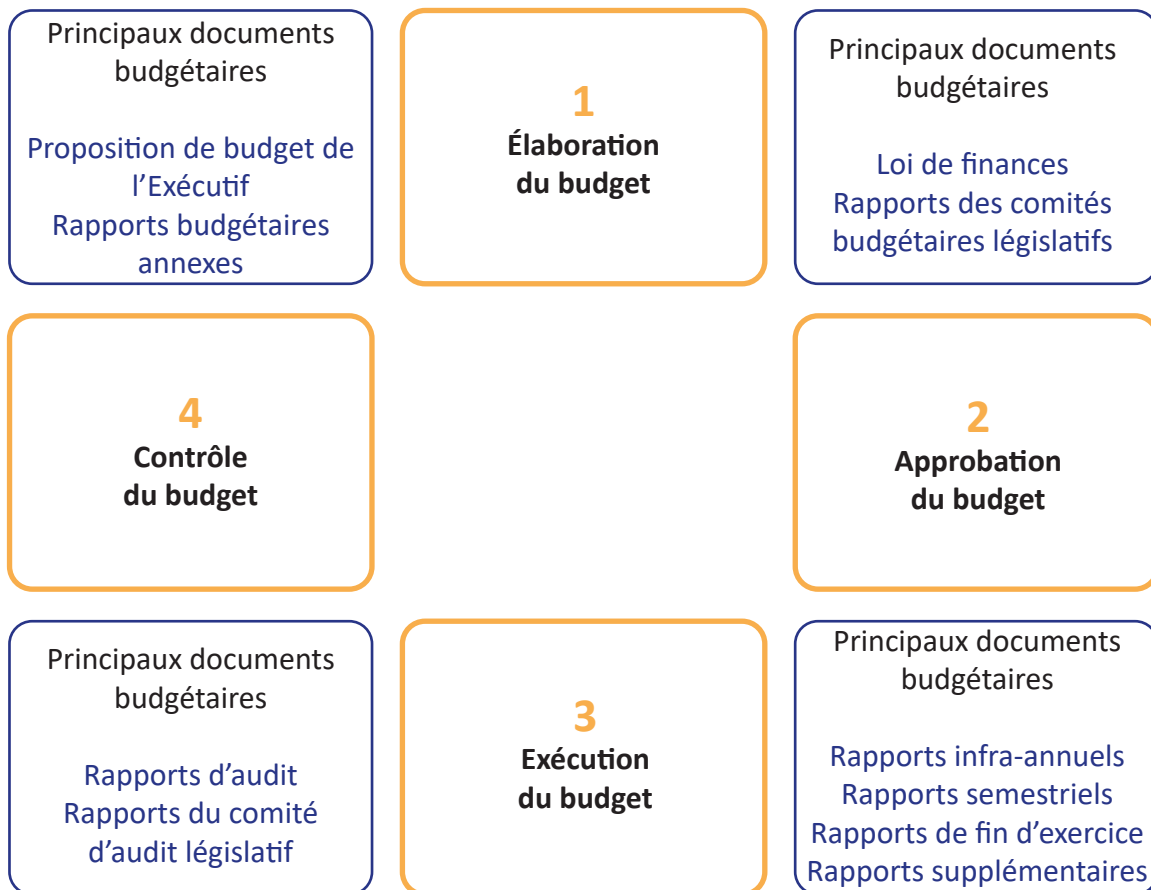 Principaux documents
budgétaires
Proposition de budget de
l'Exécutif
Rapports budgétaires
annexes
1
Élaboration
du budget
Principaux documents
budgétaires
Loi de finances
Rapports des comités
budgétaires législatifs
4
Contrôle
du budget
2
Approbation
du budget
Principaux documents
budgétaires
Rapports d'audit
Rapports du comité
d'audit législatif
3
Exécution
du budget
Principaux documents
budgétaires
Rapports infra-annuels
Rapports semestriels
Rapports de fin d'exercice
Rapports supplémentaires